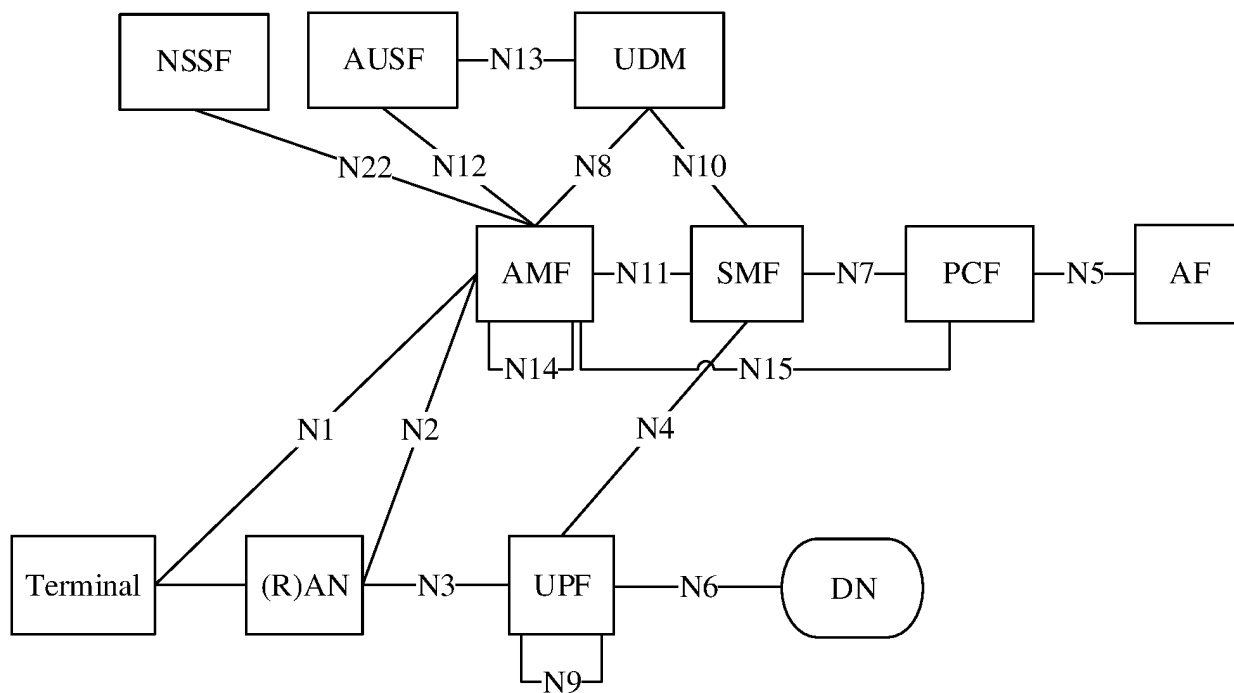 NSSF
AUSF
N13
UDM
N22
N12
N8
N10
AMF
N11
SMF
N7
PCF
N5
AF
N14
N15
N1
N2
N4
Terminal
(R)AN
N3
UPF
N6
DN
N9